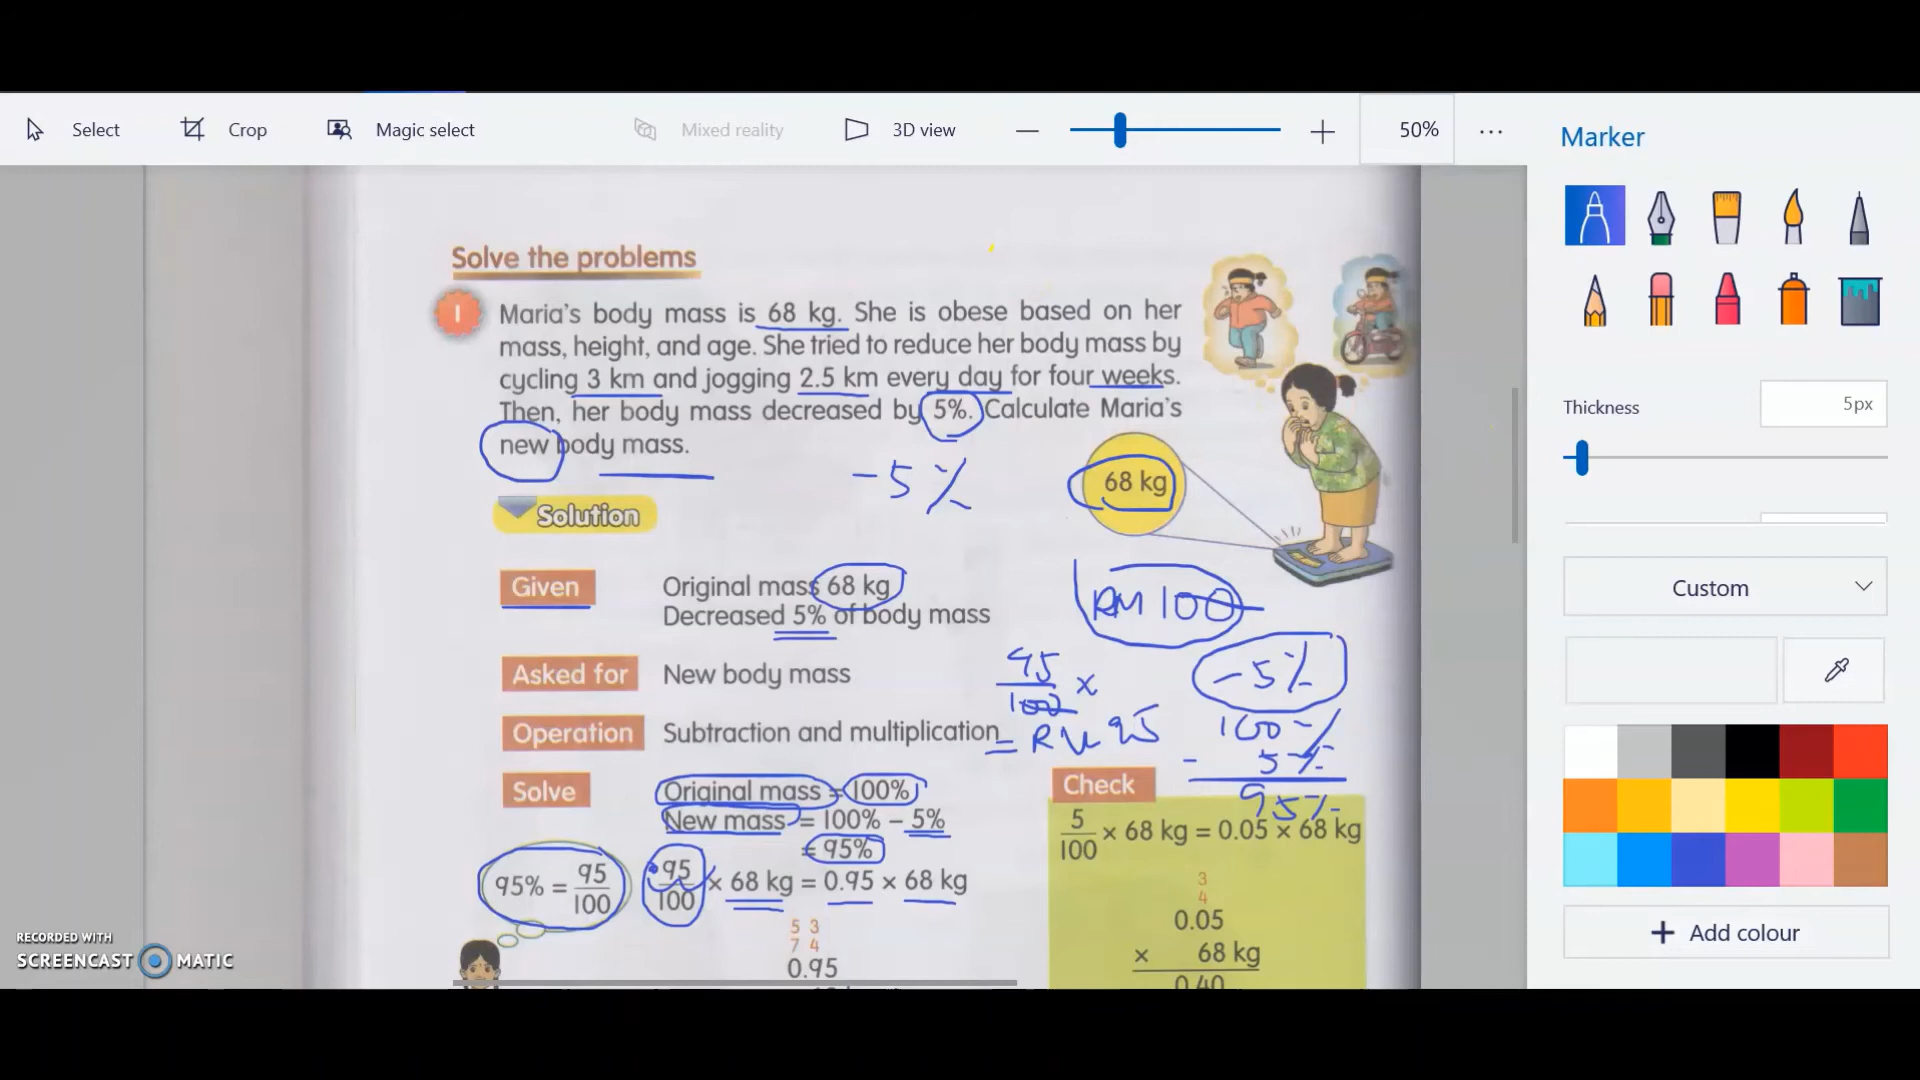 Select
Crop
Magic select
Mixed reality
3D view
50%
Marker
Thickness
5px
Custom
Add colour
Solve the problems
1
Maria's body mass is 68 kg. She is obese based on her
mass, height, and age. She tried to reduce her body mass by
cycling 3 km and jogging 2.5 km every day for four weeks.
Then, her body mass decreased by 5%. Calculate Maria's
new body mass.
-5%
68 kg
Solution
Given
Original mass 68 kg
Decreased 5% of body mass
RM 100
-5%
100%
- 5%
95%
95
100 ×
= RM 95
Asked for
New body mass
Operation
Subtraction and multiplication
Solve
Original mass = 100%
New mass = 100% - 5%
= 95%
95% = 95
100
95
100 × 68 kg = 0.95 × 68 kg
5 3
7 4
0.95
Check
5
100 × 68 kg = 0.05 × 68 kg
3
4
0.05
× 68 kg
0.40
RECORDED WITH
SCREENCAST MATIC